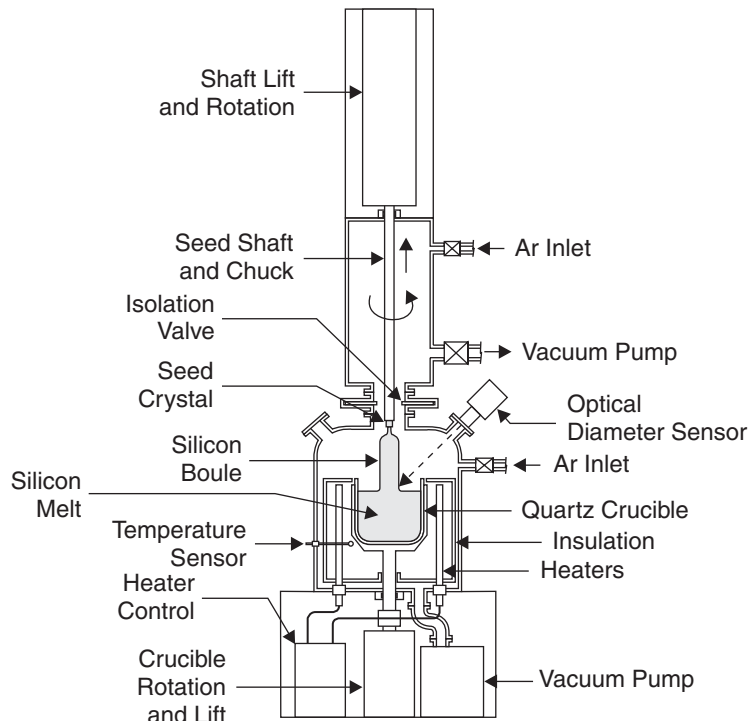 Shaft Lift
and Rotation
Seed Shaft
and Chuck
Ar Inlet
Isolation
Valve
Vacuum Pump
Seed
Crystal
Optical
Diameter Sensor
Silicon
Boule
Ar Inlet
Silicon
Melt
Quartz Crucible
Temperature
Sensor
Insulation
Heaters
Heater
Control
Crucible
Rotation
and Lift
Vacuum Pump